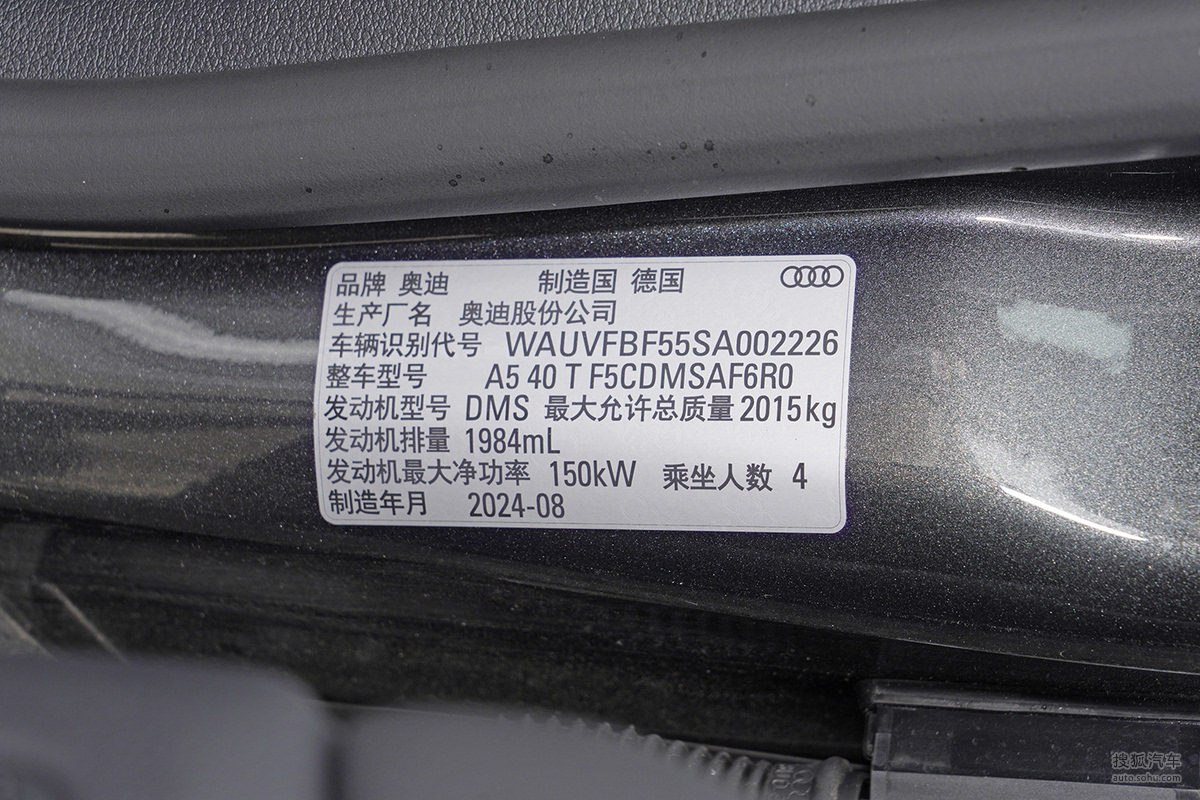 品牌 奥迪 制造国 德国
生产厂名 奥迪股份公司
车辆识别代号 WAUVFBF55SA002226
整车型号 A5 40 T F5CDMSAF6R0
发动机型号 DMS 最大允许总质量 2015kg
发动机排量 1984mL
发动机最大净功率 150kW 乘坐人数 4
制造年月 2024-08
搜狐汽车
auto.sohu.com